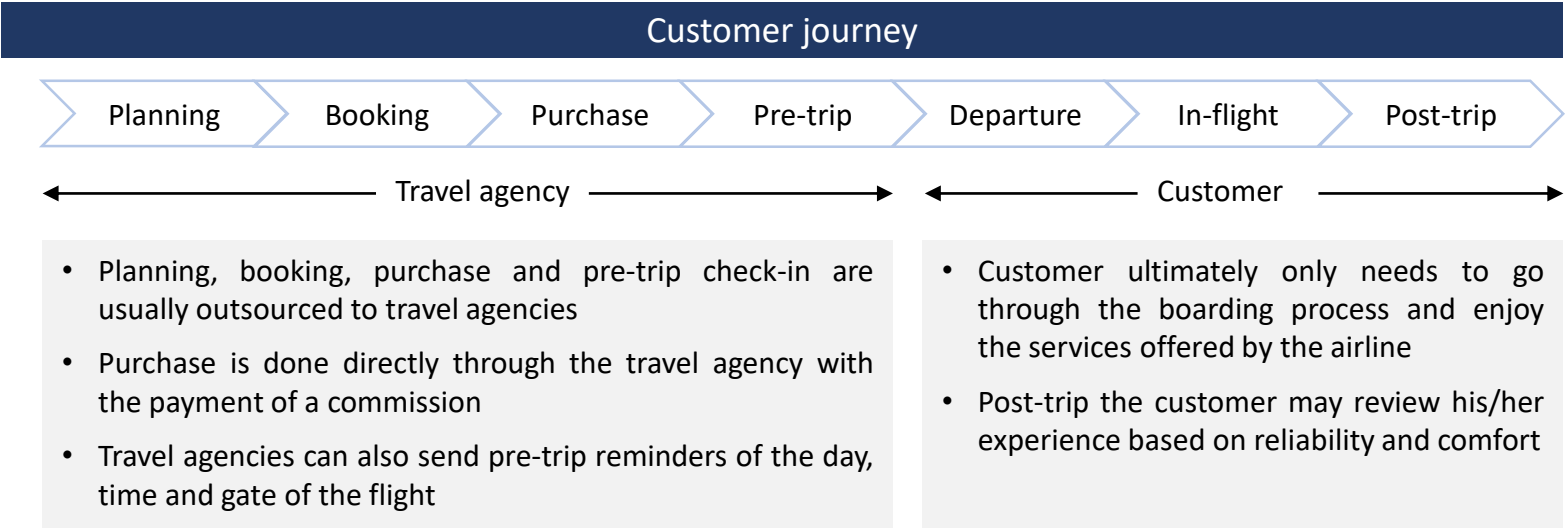 Customer journey
Planning
Booking
Purchase
Pre-trip
Departure
In-flight
Post-trip
Travel agency
Customer
• Planning, booking, purchase and pre-trip check-in are
usually outsourced to travel agencies
• Purchase is done directly through the travel agency with
the payment of a commission
• Travel agencies can also send pre-trip reminders of the day,
time and gate of the flight
• Customer ultimately only needs to go
through the boarding process and enjoy
the services offered by the airline
• Post-trip the customer may review his/her
experience based on reliability and comfort